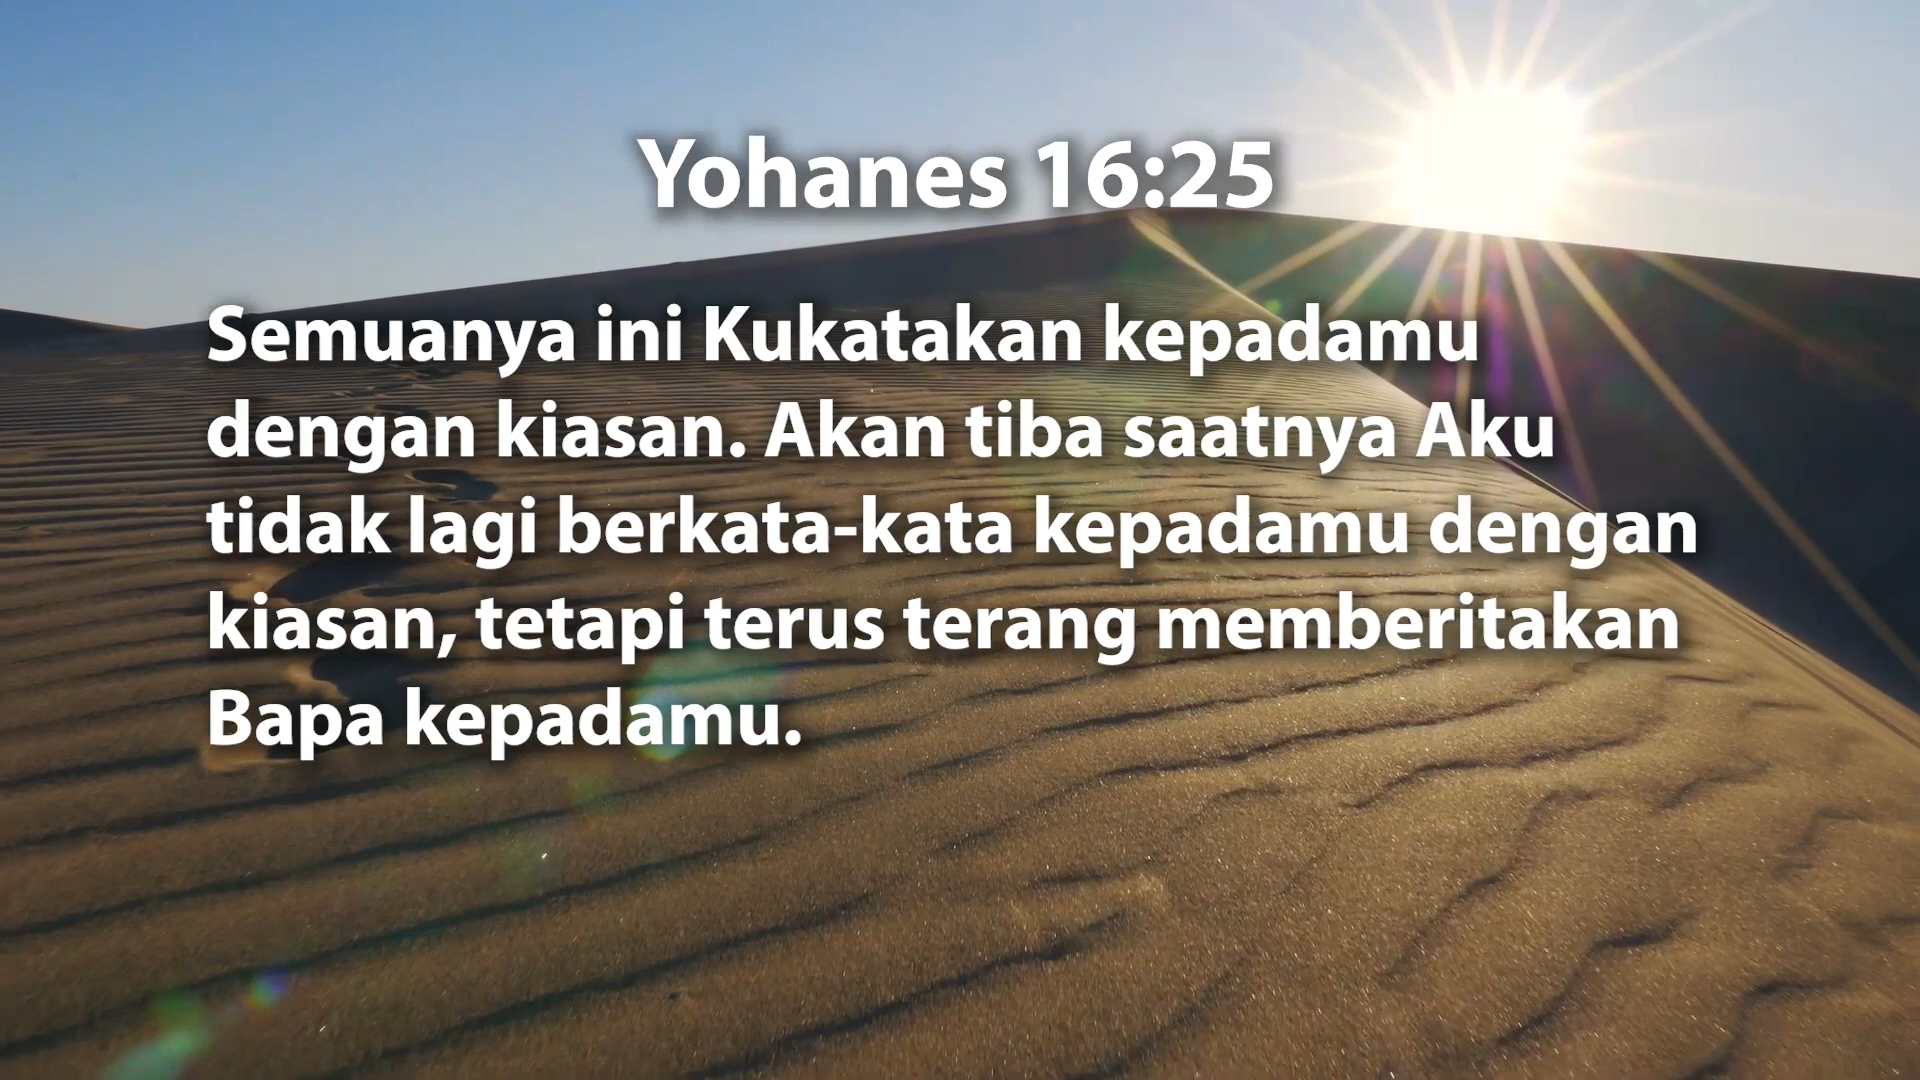 Yohanes 16:25
Semuanya ini Kukatakan kepadamu
dengan kiasan. Akan tiba saatnya Aku
tidak lagi berkata-kata kepadamu dengan
kiasan, tetapi terus terang memberitakan
Bapa kepadamu.